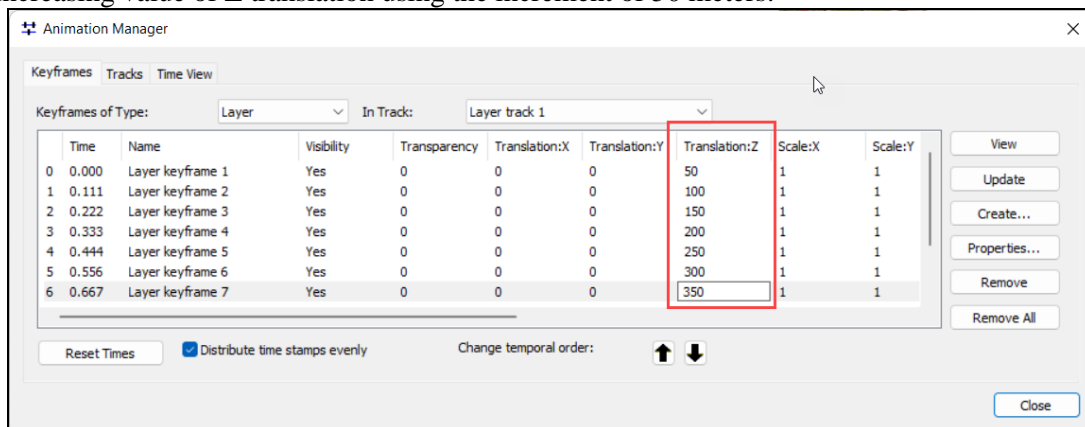 increasing value of Z translation using the increment of 50 meters.
Animation Manager
Keyframes Tracks Time View
Keyframes of Type: Layer In Track: Layer track 1
Time Name Visibility Transparency Translation:X Translation:Y Translation:Z Scale:X Scale:Y
0 0.000 Layer keyframe 1 Yes 0 0 0 50 1 1
1 0.111 Layer keyframe 2 Yes 0 0 0 100 1 1
2 0.222 Layer keyframe 3 Yes 0 0 0 150 1 1
3 0.333 Layer keyframe 4 Yes 0 0 0 200 1 1
4 0.444 Layer keyframe 5 Yes 0 0 0 250 1 1
5 0.556 Layer keyframe 6 Yes 0 0 0 300 1 1
6 0.667 Layer keyframe 7 Yes 0 0 0 350 1 1
View
Update
Create...
Properties...
Remove
Remove All
Reset Times Distribute time stamps evenly Change temporal order:
Close